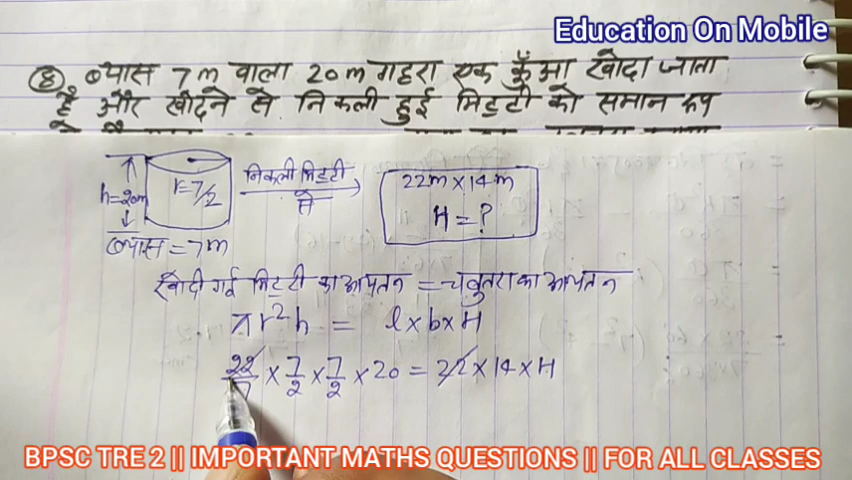 Education On Mobile
⑧ व्यास 7m वाला 20m गहरा एक कुँआ खोदा जाता
है और खोदने से निकली हुई मिट्टी को समान रूप
h=20m
r=7/2
व्यास = 7m
निकली मिट्टी
से
22m×14m
H=?
खोदी गई मिट्टी का आयतन = चबुतरा का आयतन
πr²h = l×b×H
22/7 × 7/2 × 7/2 × 20 = 22×14×H
BPSC TRE 2 || IMPORTANT MATHS QUESTIONS || FOR ALL CLASSES